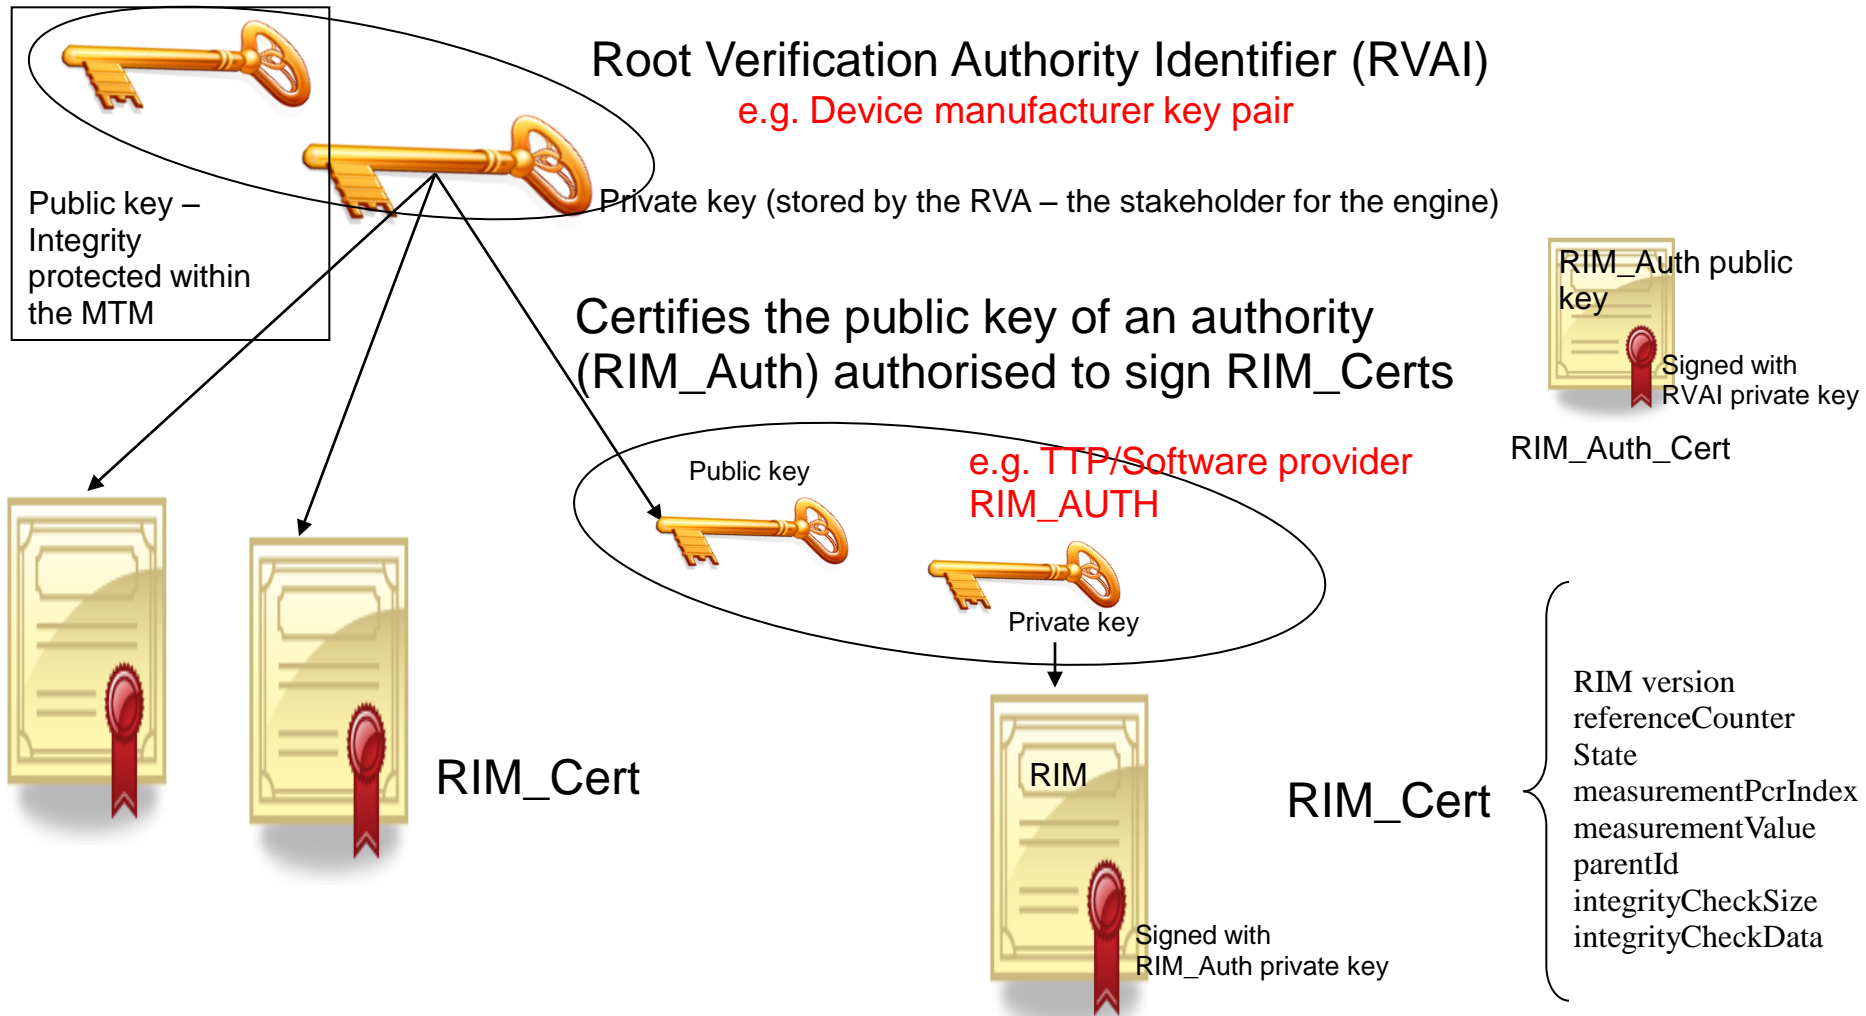 Root Verification Authority Identifier (RVAI)
e.g. Device manufacturer key pair
Public key –
Integrity
protected within
the MTM
Private key (stored by the RVA – the stakeholder for the engine)
RIM_Auth public
key
Signed with
RVAI private key
RIM_Auth_Cert
Certifies the public key of an authority
(RIM_Auth) authorised to sign RIM_Certs
Public key
e.g. TTP/Software provider
RIM_AUTH
Private key
RIM_Cert
RIM
Signed with
RIM_Auth private key
RIM_Cert
RIM version
referenceCounter
State
measurementPcrIndex
measurementValue
parentId
integrityCheckSize
integrityCheckData